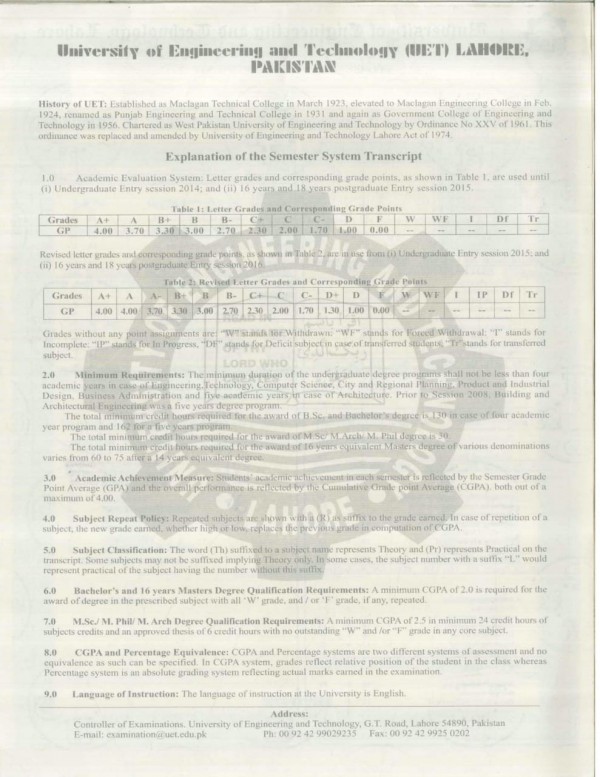 University of Engineering and Technology (UET) LAHORE,
PAKISTAN
History of UET: Established as Maclagan Technical College in March 1923, elevated to Maclagan Engineering College in Feb.
1924, renamed as Punjab Engineering and Technical College in 1931 and again as Government College of Engineering and
Technology in 1956. Chartered as West Pakistan University of Engineering and Technology by Ordinance No XXV of 1961. This
ordinance was replaced and amended by University of Engineering and Technology Lahore Act of 1974.
Explanation of the Semester System Transcript
1.0 Academic Evaluation System: Letter grades and corresponding grade points, as shown in Table 1, are used until
(i) Undergraduate Entry session 2014; and (ii) 16 years and 18 years postgraduate Entry session 2015.
Table 1: Letter Grades and Corresponding Grade Points
Grades A+ A B+ B B- C+ C C- D F W WF I Df Tr
GP 4.00 3.70 3.30 3.00 2.70 2.30 2.00 1.70 1.00 0.00 -- -- -- -- --
Revised letter grades and corresponding grade points, as shown in Table 2, are in use from (i) Undergraduate Entry session 2015; and
(ii) 16 years and 18 years postgraduate Entry session 2016.
Table 2: Revised Letter Grades and Corresponding Grade Points
Grades A+ A A- B+ B B- C+ C C- D+ D F W WF I IP Df Tr
GP 4.00 4.00 3.70 3.30 3.00 2.70 2.30 2.00 1.70 1.30 1.00 0.00 -- -- -- -- -- --
Grades without any point assignments are: "W" stands for Withdrawn; "WF" stands for Forced Withdrawal; "I" stands for
Incomplete; "IP" stands for In Progress, "DF" stands for Deficit subject in case of transferred students, "Tr" stands for transferred
subject.
2.0 Minimum Requirements: The minimum duration of the undergraduate degree programs shall not be less than four
academic years in case of Engineering, Technology, Computer Science, City and Regional Planning, Product and Industrial
Design, Business Administration and five academic years in case of Architecture. Prior to Session 2008, Building and
Architectural Engineering was a five years degree program.
The total minimum credit hours required for the award of B.Sc. and Bachelor's degree is 130 in case of four academic
year program and 162 for a five years program.
The total minimum credit hours required for the award of M.Sc/ M.Arch/ M. Phil degree is 30.
The total minimum credit hours required for the award of 16 years equivalent Masters degree of various denominations
varies from 60 to 75 after a 14 years equivalent degree.
3.0 Academic Achievement Measure: Students' academic achievement in each semester is reflected by the Semester Grade
Point Average (GPA) and the overall performance is reflected by the Cumulative Grade point Average (CGPA). both out of a
maximum of 4.00.
4.0 Subject Repeat Policy: Repeated subjects are shown with a (R) as suffix to the grade earned. In case of repetition of a
subject, the new grade earned, whether high or low, replaces the previous grade in computation of CGPA.
5.0 Subject Classification: The word (Th) suffixed to a subject name represents Theory and (Pr) represents Practical on the
transcript. Some subjects may not be suffixed implying Theory only. In some cases, the subject number with a suffix "L" would
represent practical of the subject having the number without this suffix.
6.0 Bachelor's and 16 years Masters Degree Qualification Requirements: A minimum CGPA of 2.0 is required for the
award of degree in the prescribed subject with all 'W' grade, and / or 'F' grade, if any, repeated.
7.0 M.Sc./ M. Phil/ M. Arch Degree Qualification Requirements: A minimum CGPA of 2.5 in minimum 24 credit hours of
subjects credits and an approved thesis of 6 credit hours with no outstanding "W" and /or "F" grade in any core subject.
8.0 CGPA and Percentage Equivalence: CGPA and Percentage systems are two different systems of assessment and no
equivalence as such can be specified. In CGPA system, grades reflect relative position of the student in the class whereas
Percentage system is an absolute grading system reflecting actual marks earned in the examination.
9.0 Language of Instruction: The language of instruction at the University is English.
Address:
Controller of Examinations. University of Engineering and Technology, G.T. Road, Lahore 54890, Pakistan
E-mail: examination@uet.edu.pk Ph: 00 92 42 99029235 Fax: 00 92 42 9925 0202